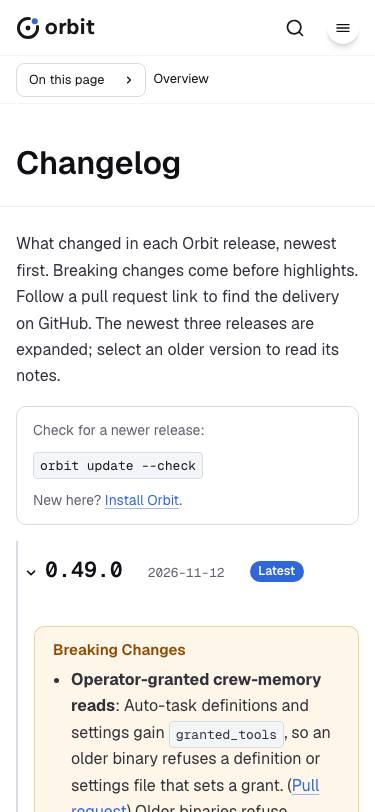 orbit
On this page
Overview
Changelog
What changed in each Orbit release, newest
first. Breaking changes come before highlights.
Follow a pull request link to find the delivery
on GitHub. The newest three releases are
expanded; select an older version to read its
notes.
Check for a newer release:
orbit update --check
New here? Install Orbit.
0.49.0 2026-11-12 Latest
Breaking Changes
• Operator-granted crew-memory
reads: Auto-task definitions and
settings gain granted_tools, so an
older binary refuses a definition or
settings file that sets a grant. (Pull
request) Older binaries refuse